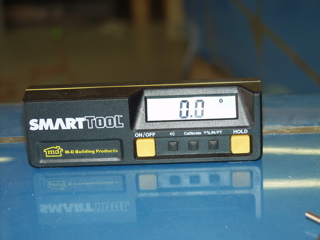 0.0 °
SMARTTOOL
ON/OFF Calibrate HOLD
md M-D Building Products